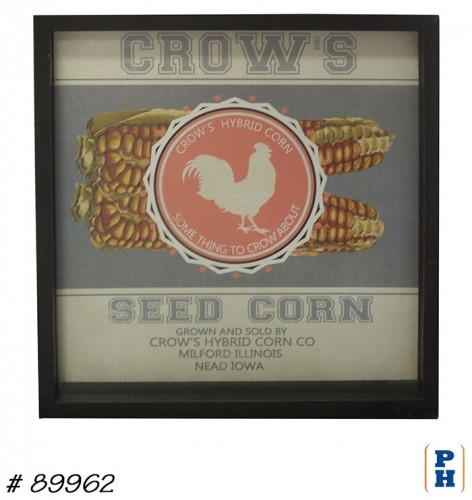 CROW'S
CROW'S HYBRID CORN
SOME THING TO CROW ABOUT
SEED CORN
GROWN AND SOLD BY
CROW'S HYBRID CORN CO
MILFORD ILLINOIS
NEAD IOWA
# 89962
P
H